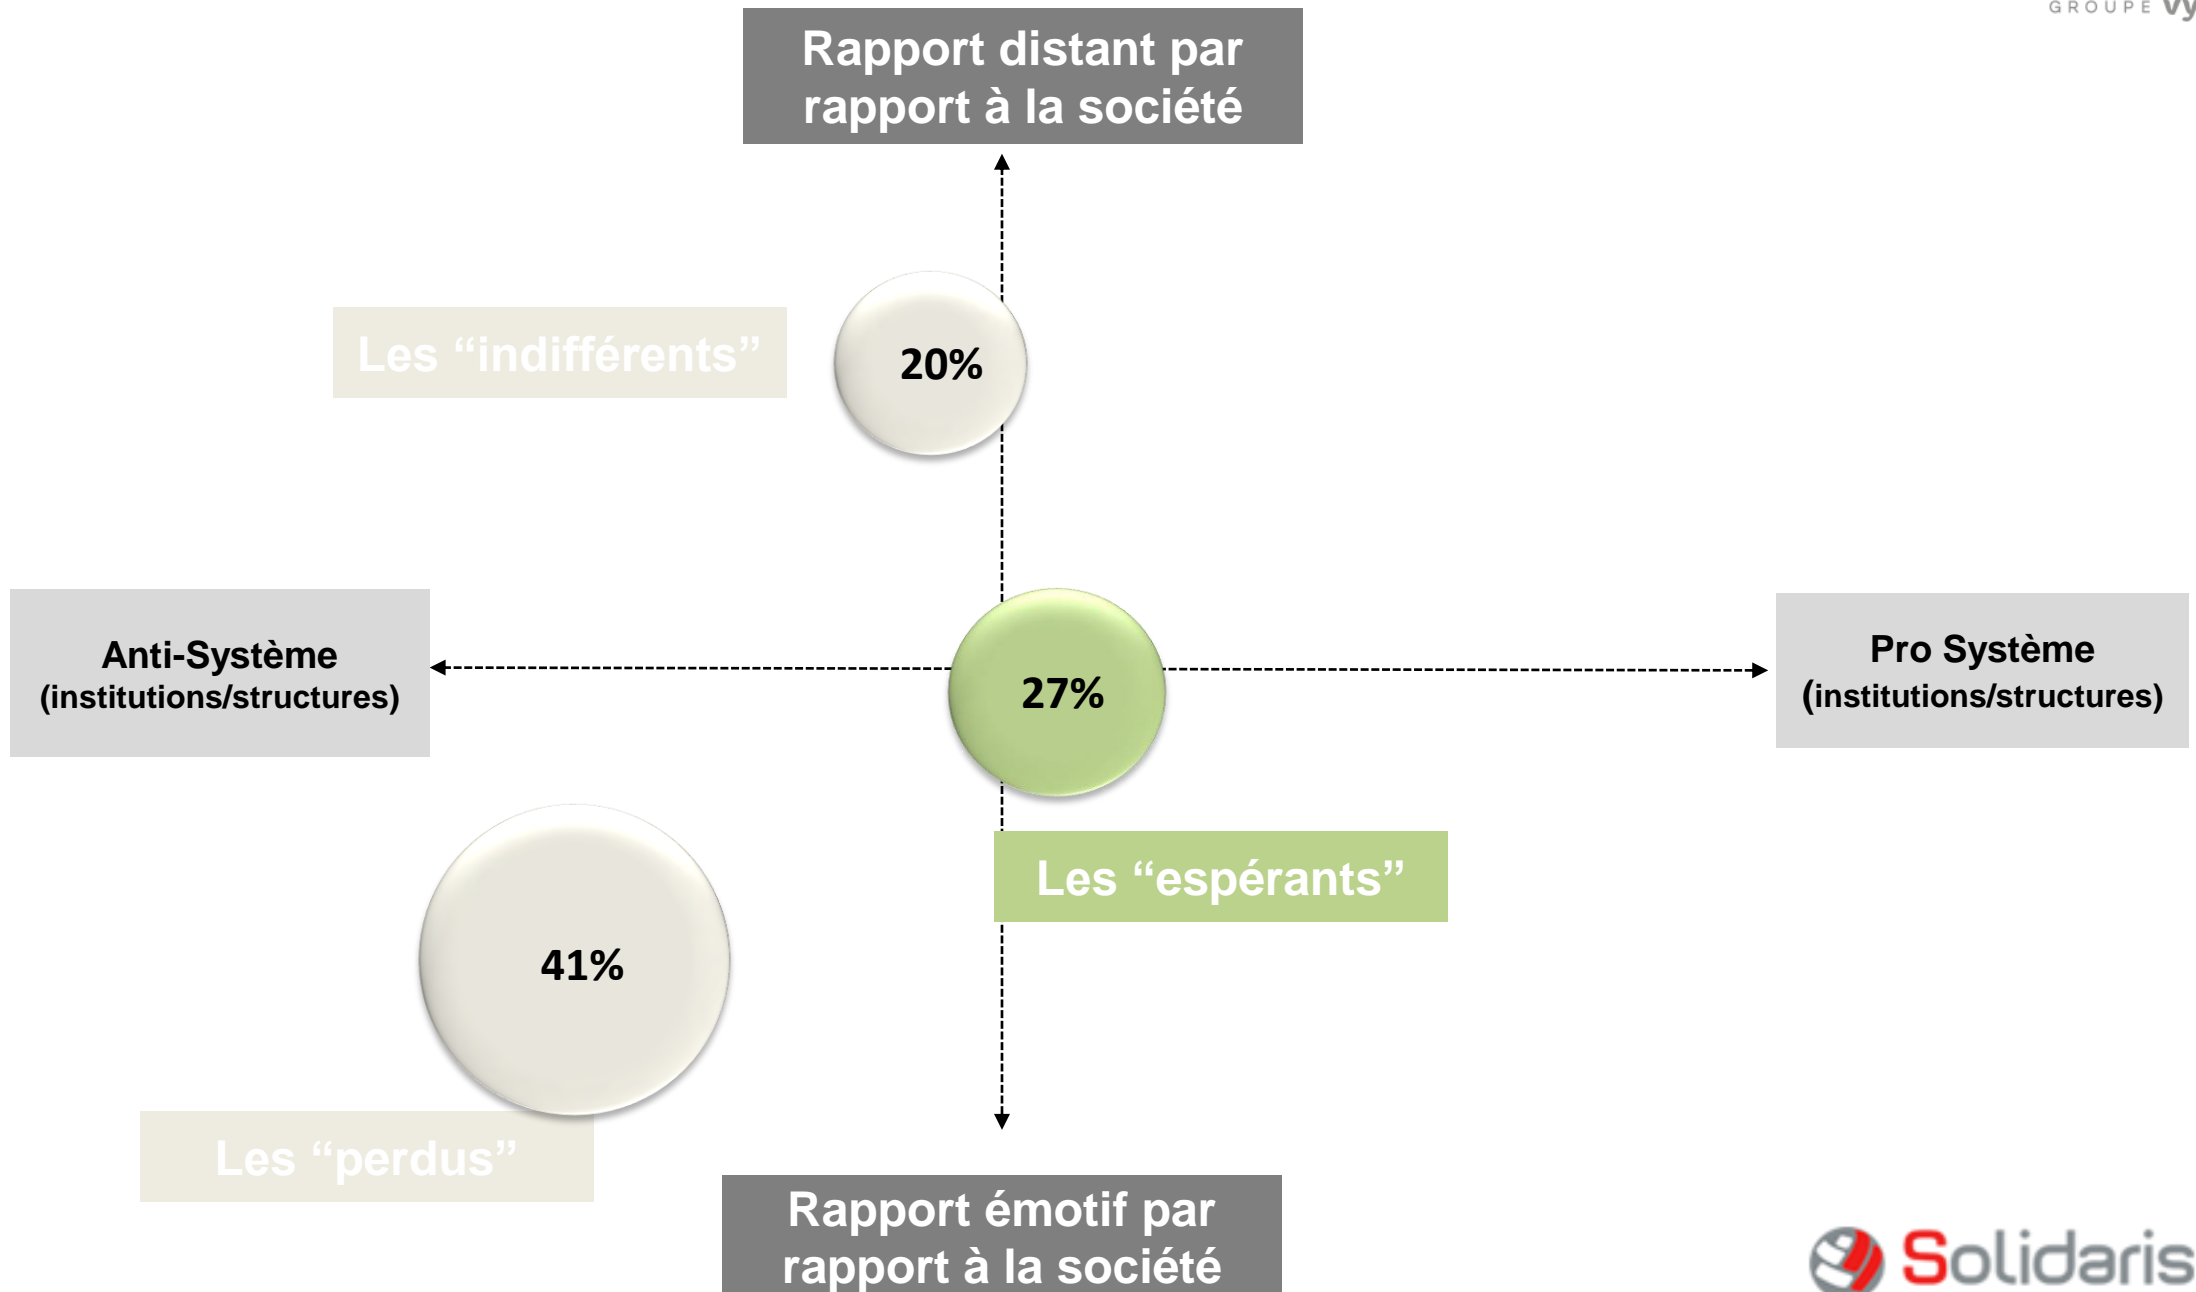 GROUPE
Rapport distant par
rapport à la société
Les “indifférents”
20%
Anti-Système
(institutions/structures)
27%
Pro Système
(institutions/structures)
Les “espérants”
41%
Les “perdus”
Rapport émotif par
rapport à la société
Solidaris